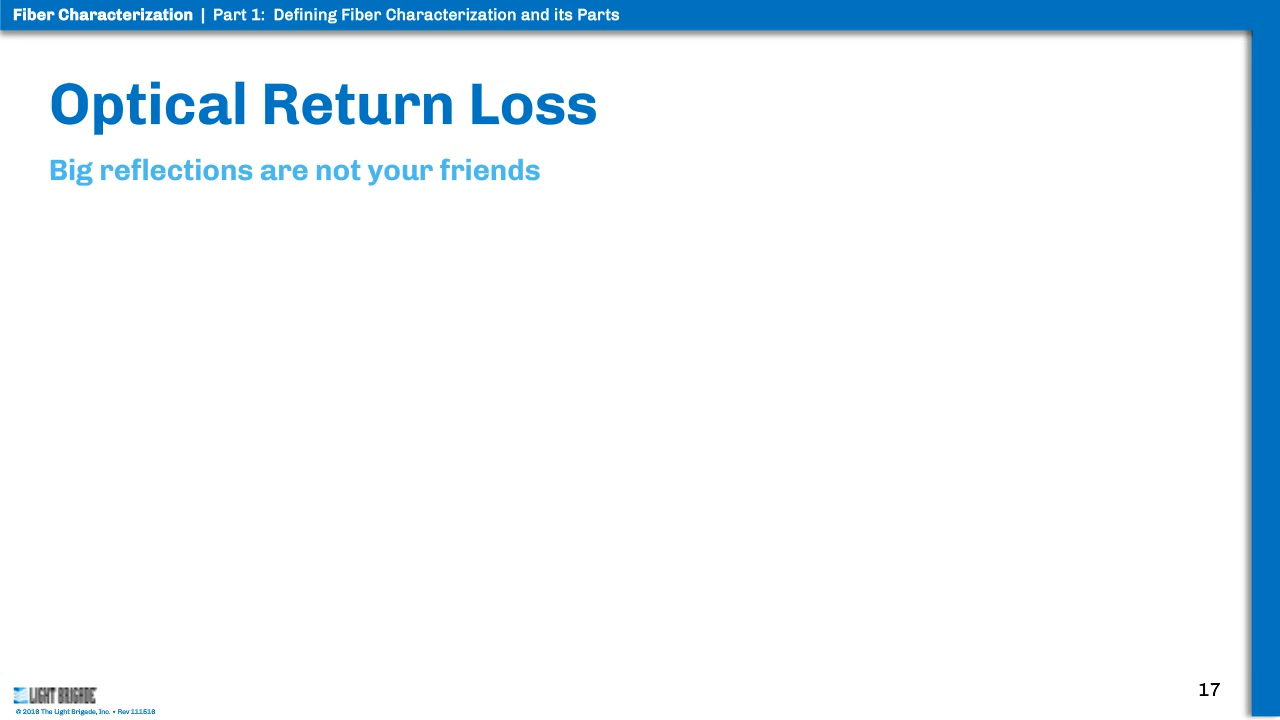 Fiber Characterization | Part 1: Defining Fiber Characterization and its Parts
Optical Return Loss
Big reflections are not your friends
17
LIGHT BRIGADE
© 2018 The Light Brigade, Inc. • Rev 111518